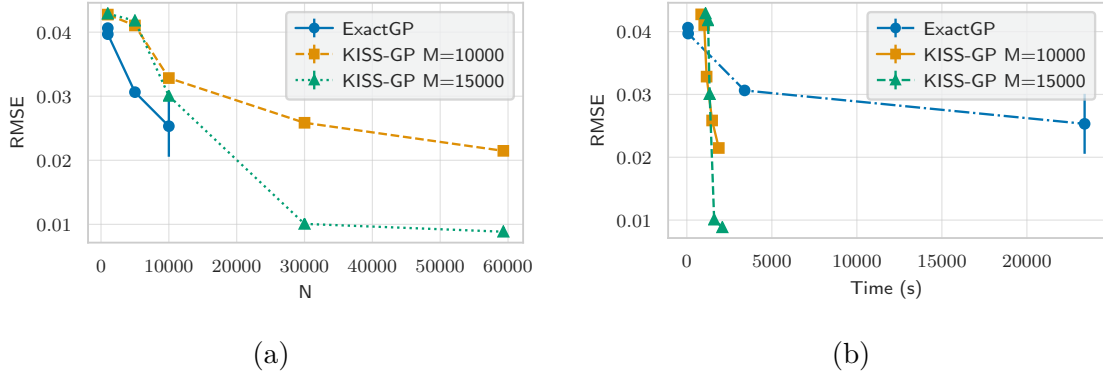 0.04
0.03
0.02
0.01
RMSE
ExactGP
KISS-GP M=10000
KISS-GP M=15000
0
10000
20000
30000
40000
50000
60000
N
(a)
0.04
0.03
0.02
0.01
RMSE
ExactGP
KISS-GP M=10000
KISS-GP M=15000
0
5000
10000
15000
20000
Time (s)
(b)